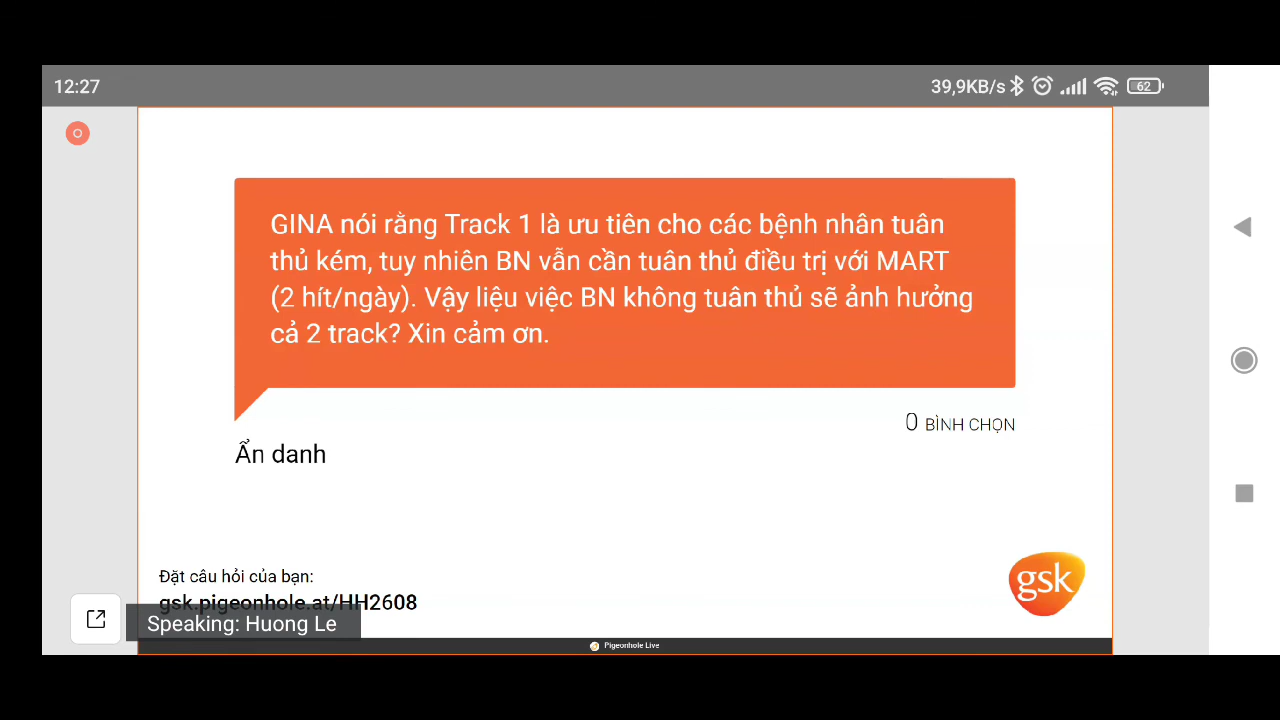 12:27
39,9KB/s
62
GINA nói rằng Track 1 là ưu tiên cho các bệnh nhân tuân
thủ kém, tuy nhiên BN vẫn cần tuân thủ điều trị với MART
(2 hít/ngày). Vậy liệu việc BN không tuân thủ sẽ ảnh hưởng
cả 2 track? Xin cảm ơn.
0 BÌNH CHỌN
Ẩn danh
Đặt câu hỏi của bạn:
gsk.pigeonhole.at/HH2608
gsk
Speaking: Huong Le
Pigeonhole Live